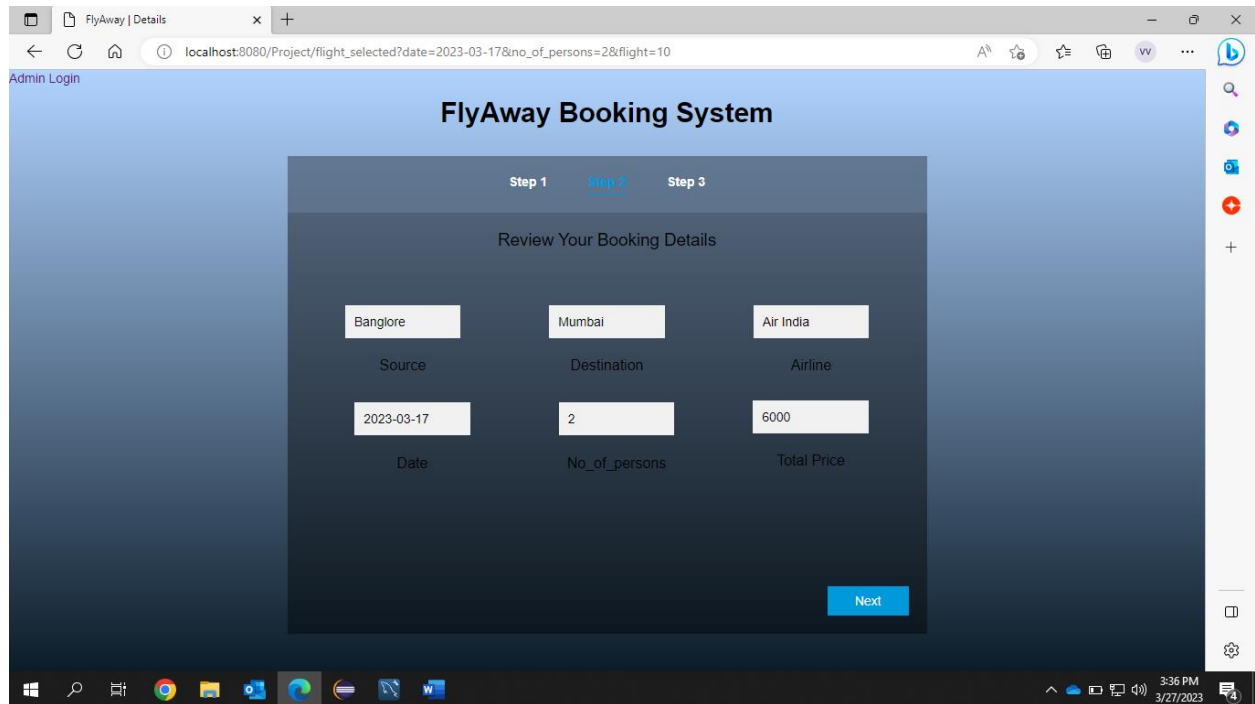 FlyAway | Details
localhost:8080/Project/flight_selected?date=2023-03-17&no_of_persons=2&flight=10
VV
Admin Login
FlyAway Booking System
Step 1 Step 2 Step 3
Review Your Booking Details
Banglore Mumbai Air India
Source Destination Airline
2023-03-17 2 6000
Date No_of_persons Total Price
Next
3:36 PM
3/27/2023
4